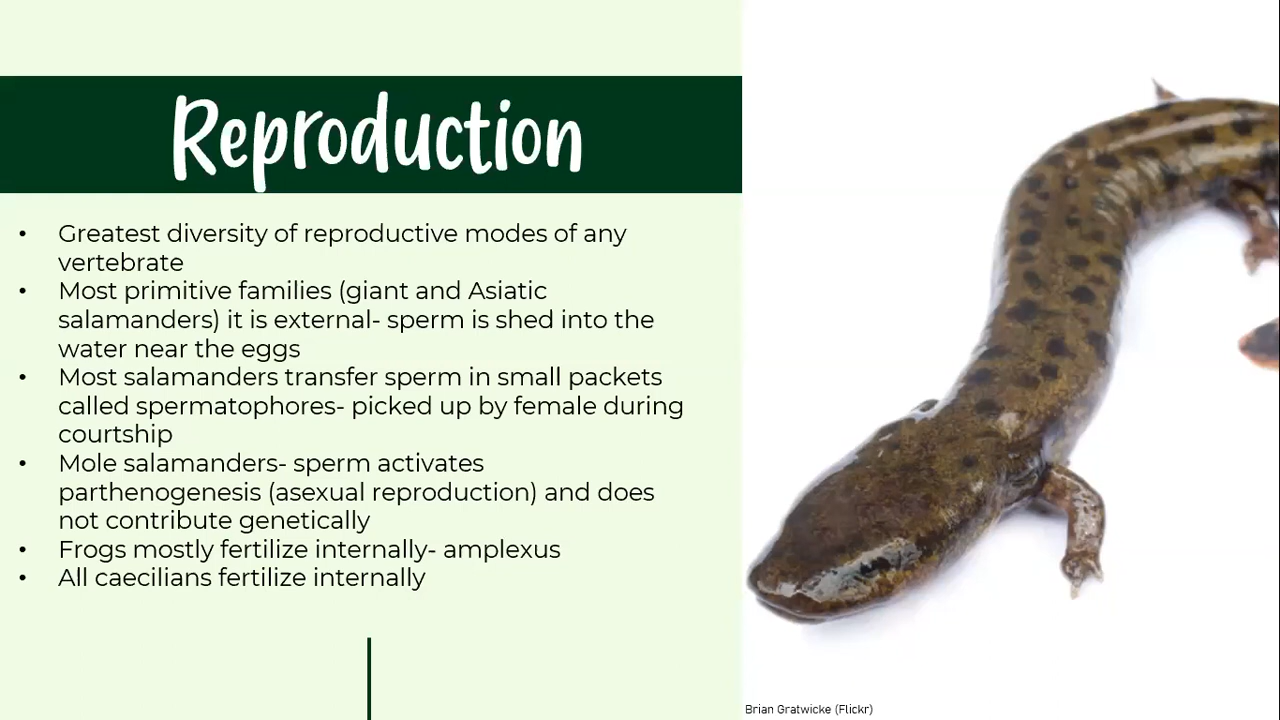 Reproduction
• Greatest diversity of reproductive modes of any
vertebrate
• Most primitive families (giant and Asiatic
salamanders) it is external- sperm is shed into the
water near the eggs
• Most salamanders transfer sperm in small packets
called spermatophores- picked up by female during
courtship
• Mole salamanders- sperm activates
parthenogenesis (asexual reproduction) and does
not contribute genetically
• Frogs mostly fertilize internally- amplexus
• All caecilians fertilize internally
Brian Gratwicke (Flickr)